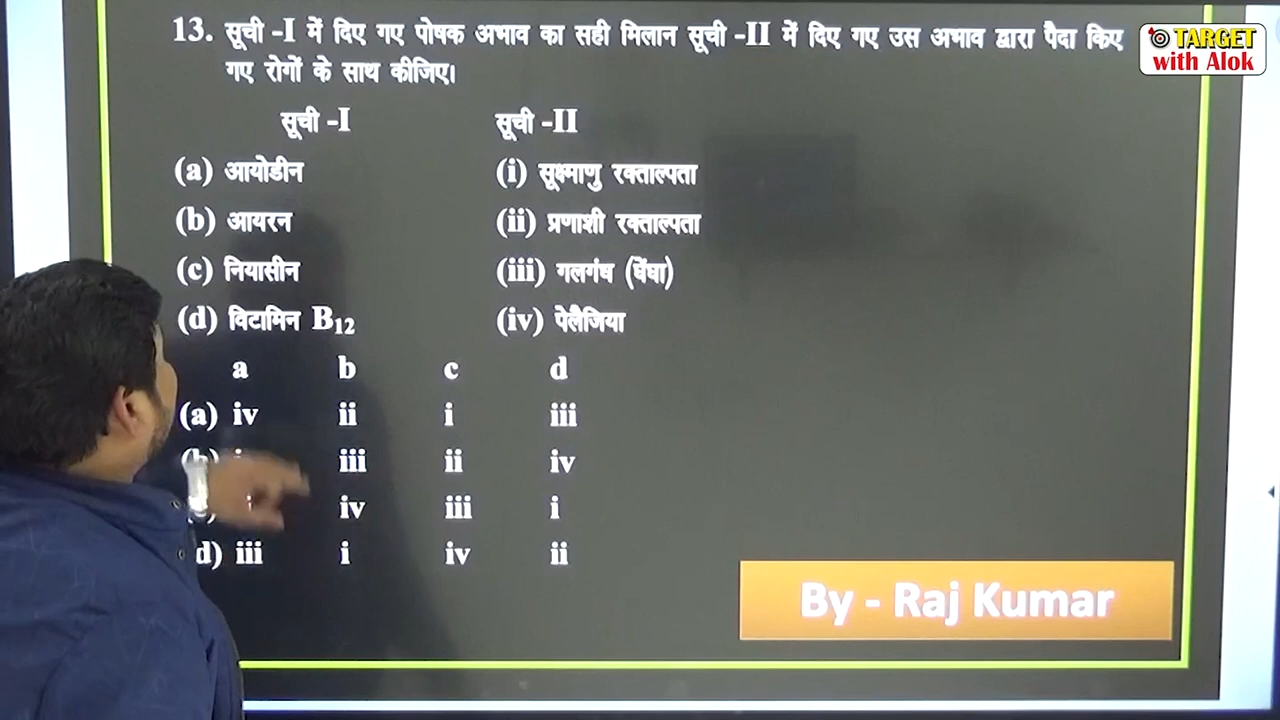 13. सूची -I में दिए गए पोषक अभाव का सही मिलान सूची -II में दिए गए उस अभाव द्वारा पैदा किए
गए रोगों के साथ कीजिए।
सूची -I सूची -II
(a) आयोडीन (i) सूक्ष्माणु रक्ताल्पता
(b) आयरन (ii) प्रणाशी रक्ताल्पता
(c) नियासीन (iii) गलगंध (घेंघा)
(d) विटामिन B12 (iv) पेलैजिया
a b c d
(a) iv ii i iii
(b) iii ii iv
iv iii i
d) iii i iv ii
By - Raj Kumar
TARGET
with Alok